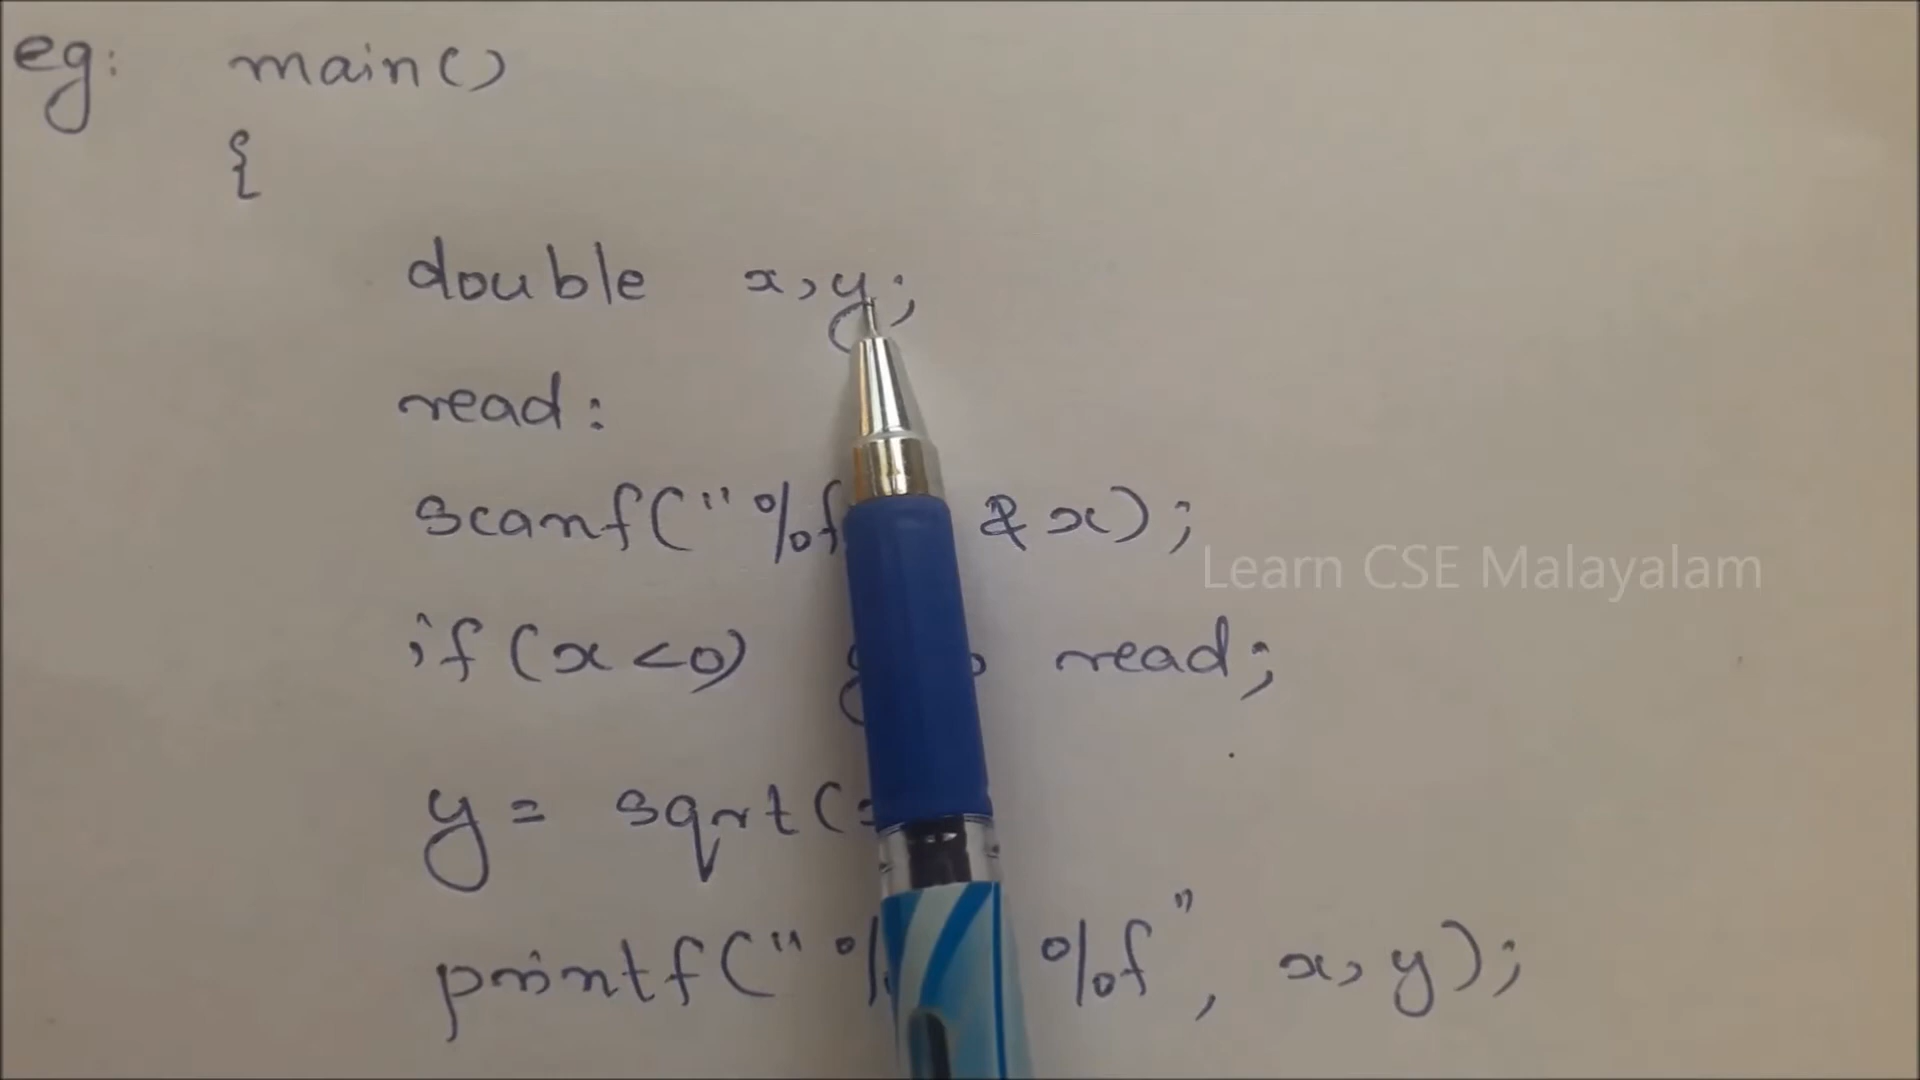 eg: main()
{
double x,y;
read:
scanf("%f &x);
if(x<0) read;
y = sqrt(
printf("% %f", x,y);
Learn CSE Malayalam